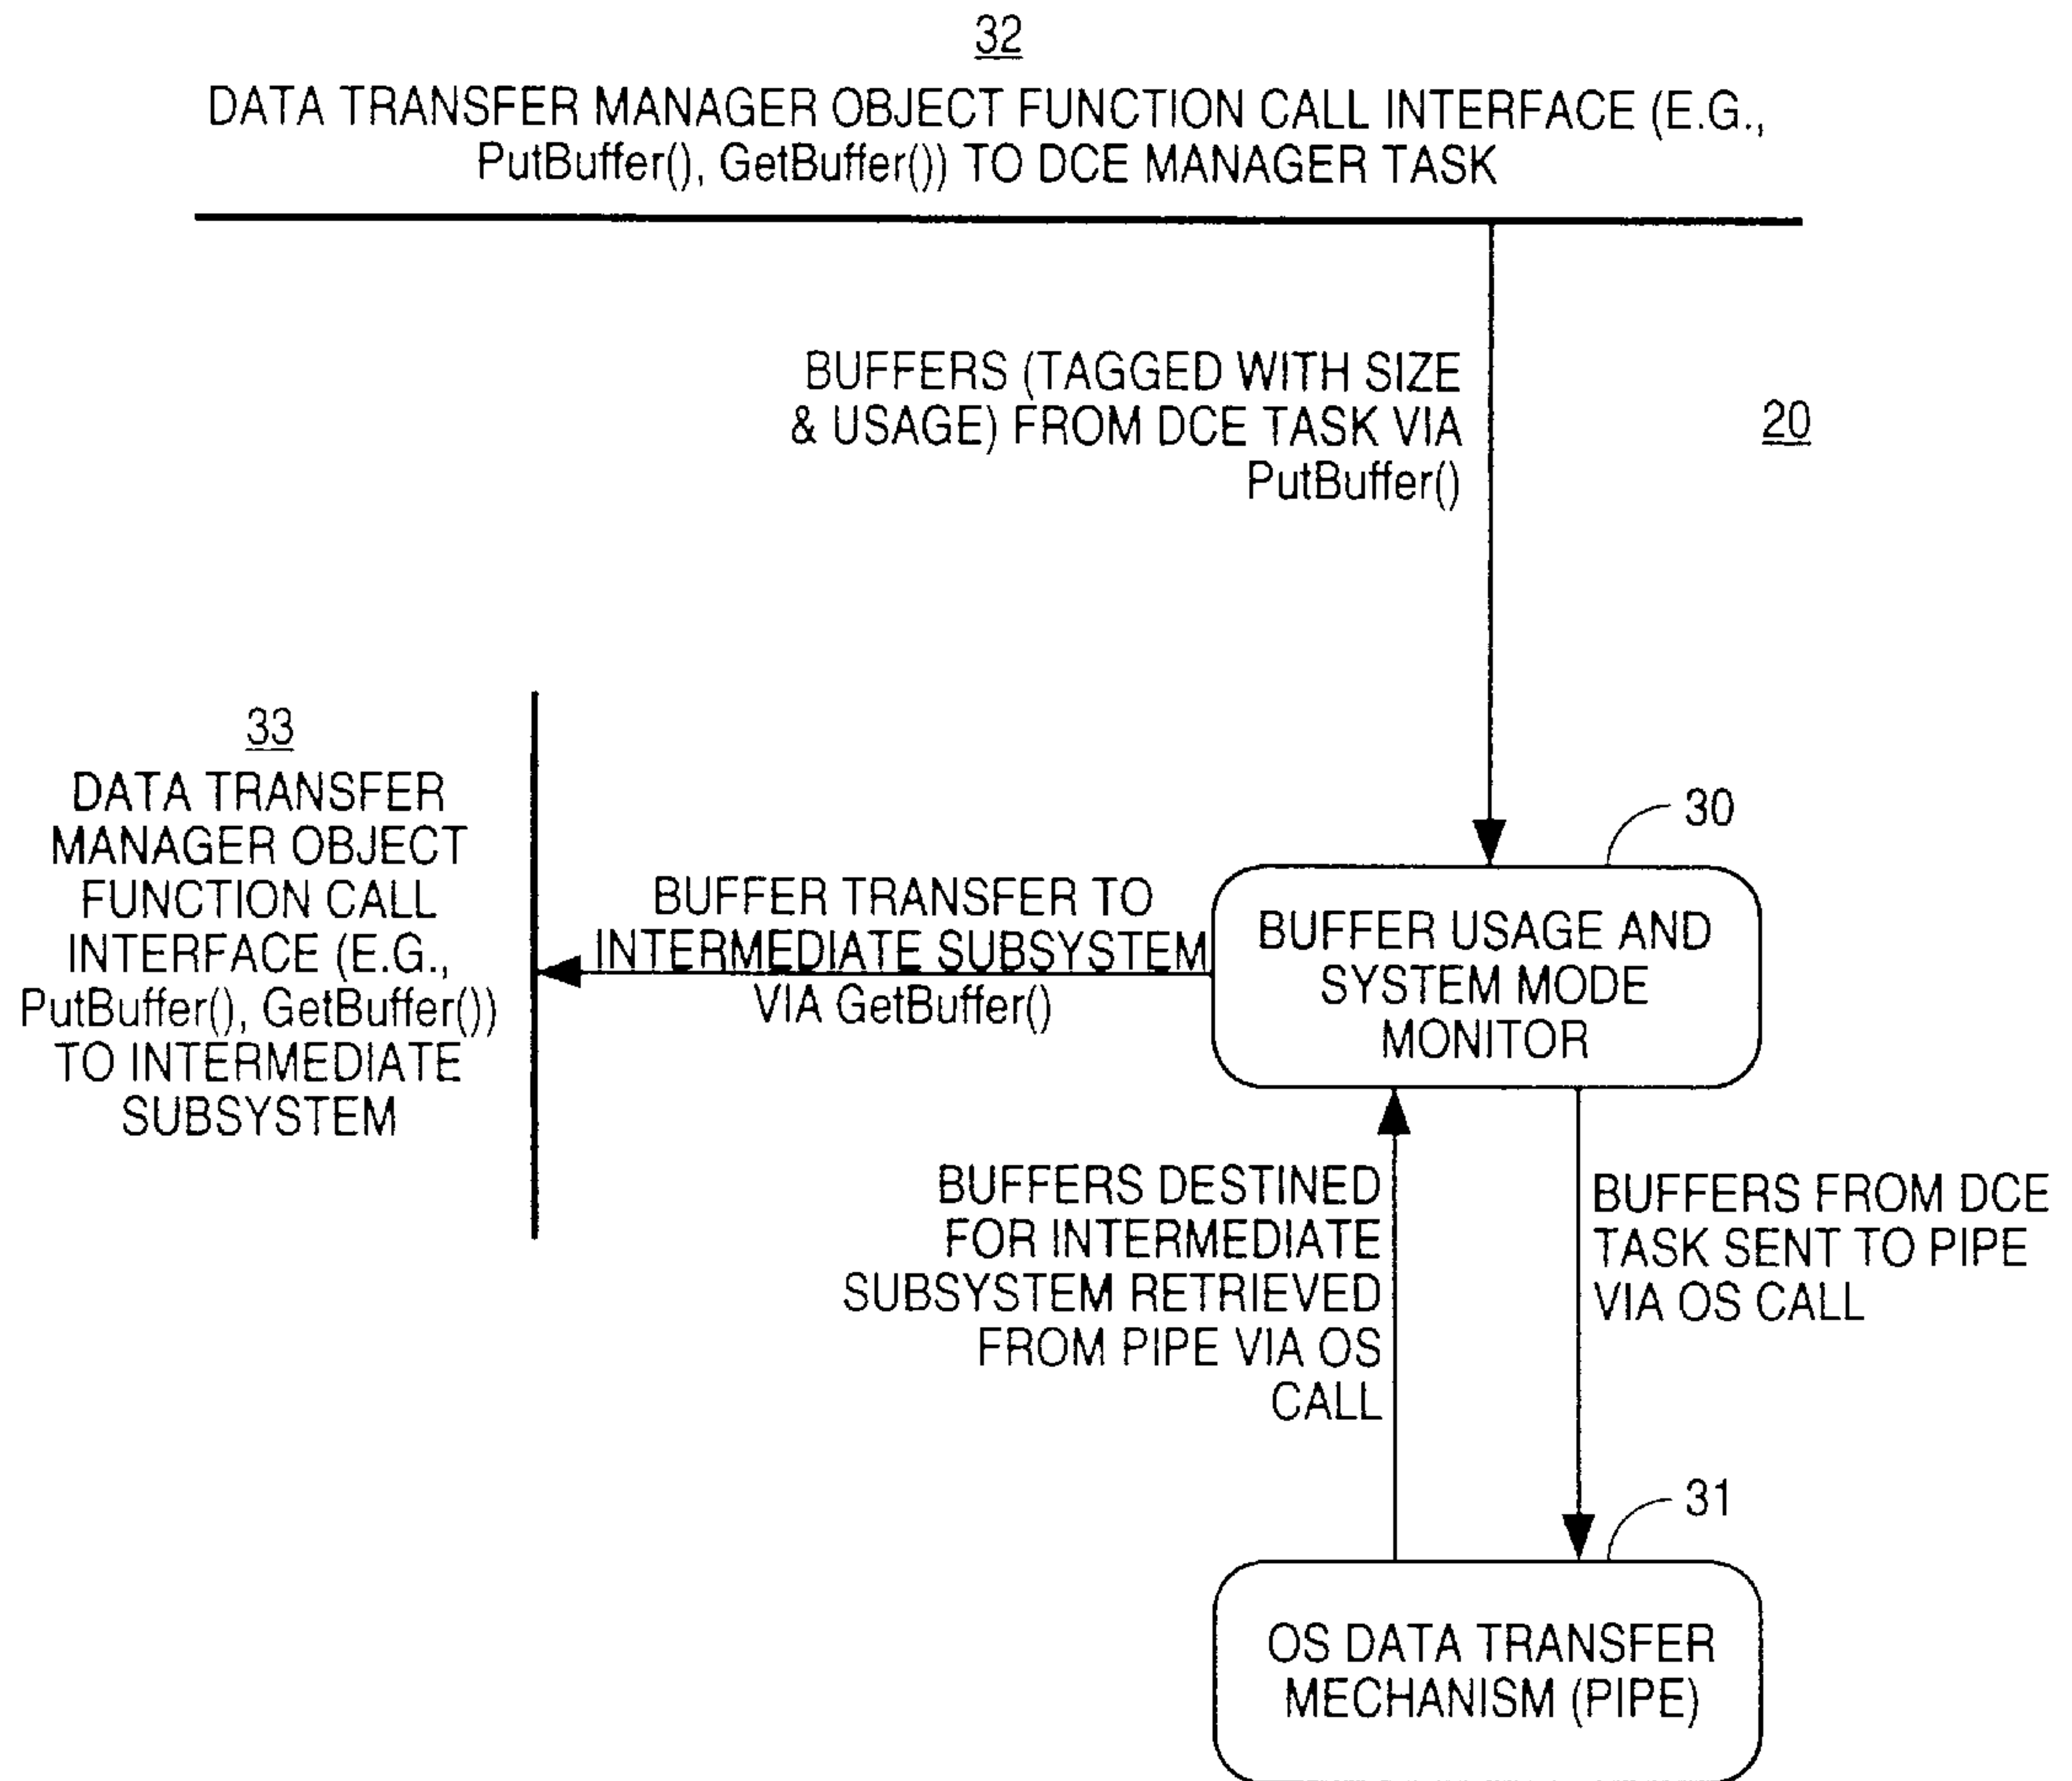 32
DATA TRANSFER MANAGER OBJECT FUNCTION CALL INTERFACE (E.G.,
PutBuffer(), GetBuffer()) TO DCE MANAGER TASK
BUFFERS (TAGGED WITH SIZE
& USAGE) FROM DCE TASK VIA
PutBuffer()
20
33
DATA TRANSFER
MANAGER OBJECT
FUNCTION CALL
INTERFACE (E.G.,
PutBuffer(), GetBuffer())
TO INTERMEDIATE
SUBSYSTEM
BUFFER TRANSFER TO
INTERMEDIATE SUBSYSTEM
VIA GetBuffer()
30
BUFFER USAGE AND
SYSTEM MODE
MONITOR
BUFFERS DESTINED
FOR INTERMEDIATE
SUBSYSTEM RETRIEVED
FROM PIPE VIA OS
CALL
BUFFERS FROM DCE
TASK SENT TO PIPE
VIA OS CALL
31
OS DATA TRANSFER
MECHANISM (PIPE)